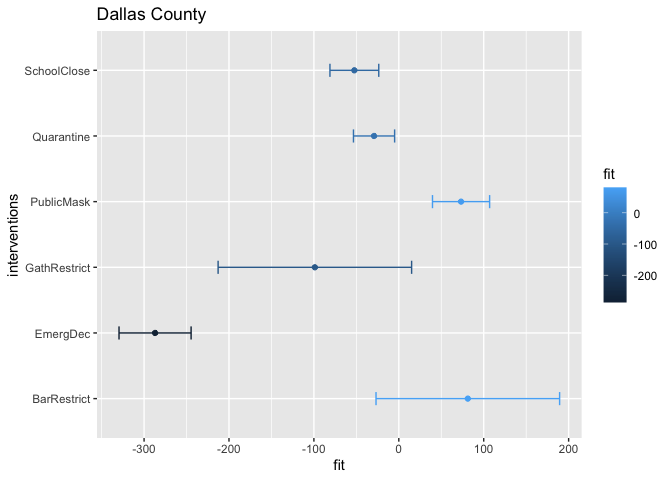 Dallas County
SchoolClose
Quarantine
PublicMask
GathRestrict
EmergDec
BarRestrict
interventions
-300 -200 -100 0 100 200
fit
fit
0
-100
-200